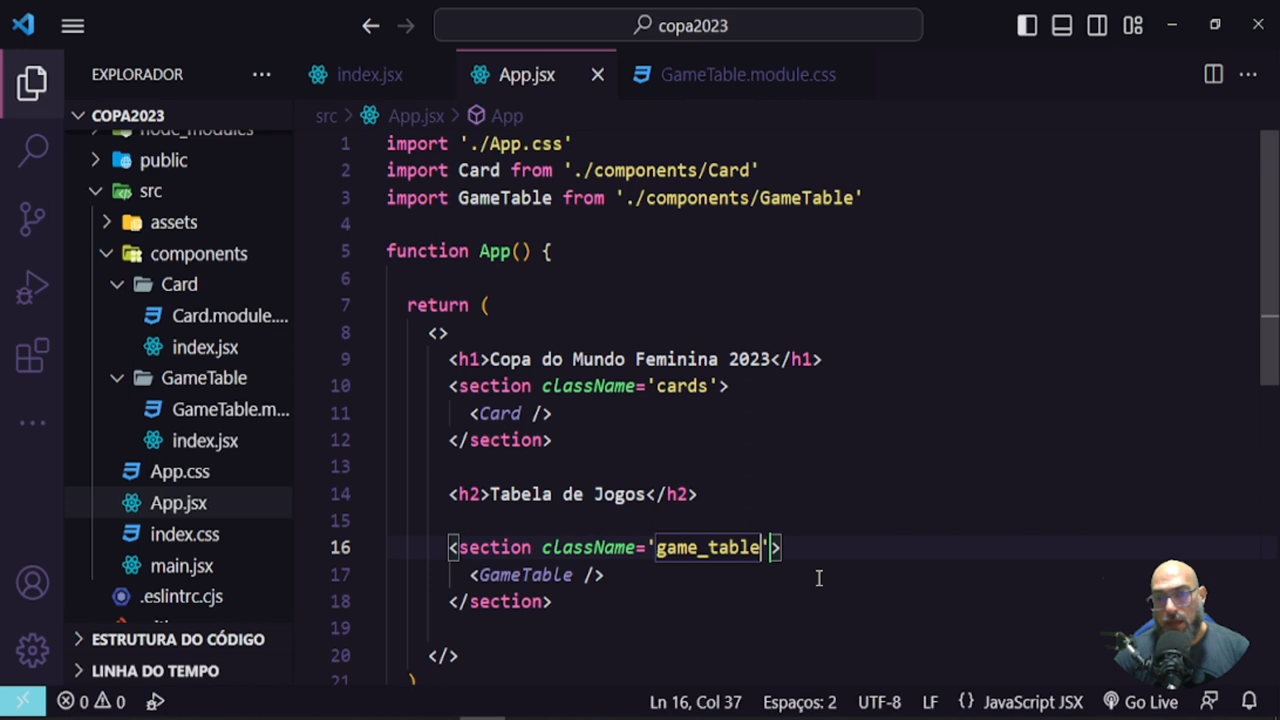 copa2023
EXPLORADOR
index.jsx
App.jsx
GameTable.module.css
COPA2023
node_modules
public
src
assets
components
Card
Card.module....
index.jsx
GameTable
GameTable.m...
index.jsx
App.css
App.jsx
index.css
main.jsx
.eslintrc.cjs
ESTRUTURA DO CÓDIGO
LINHA DO TEMPO
src > App.jsx > App
1 import './App.css'
2 import Card from './components/Card'
3 import GameTable from './components/GameTable'
4
5 function App() {
6
7 return (
8 <>
9 <h1>Copa do Mundo Feminina 2023</h1>
10 <section className='cards'>
11 <Card />
12 </section>
13
14 <h2>Tabela de Jogos</h2>
15
16 <section className='game_table'>
17 <GameTable />
18 </section>
19
20 </>
21 )
0 0
Ln 16, Col 37 Espaços: 2 UTF-8 LF {} JavaScript JSX Go Live